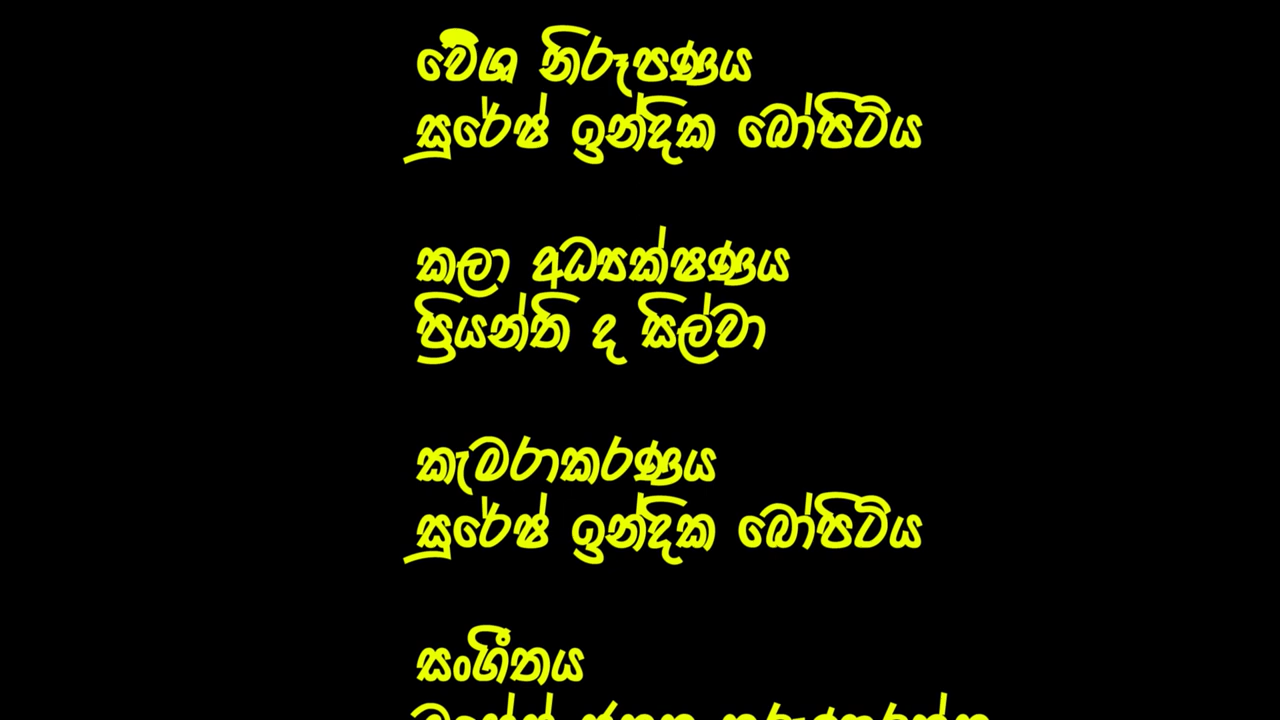 වේශ නිරූපණය
සුරේෂ් ඉන්දික බෝපිටිය
කලා අධ්‍යක්ෂණය
ප්‍රියන්ති ද සිල්වා
කැමරාකරණය
සුරේෂ් ඉන්දික බෝපිටිය
සංගීතය